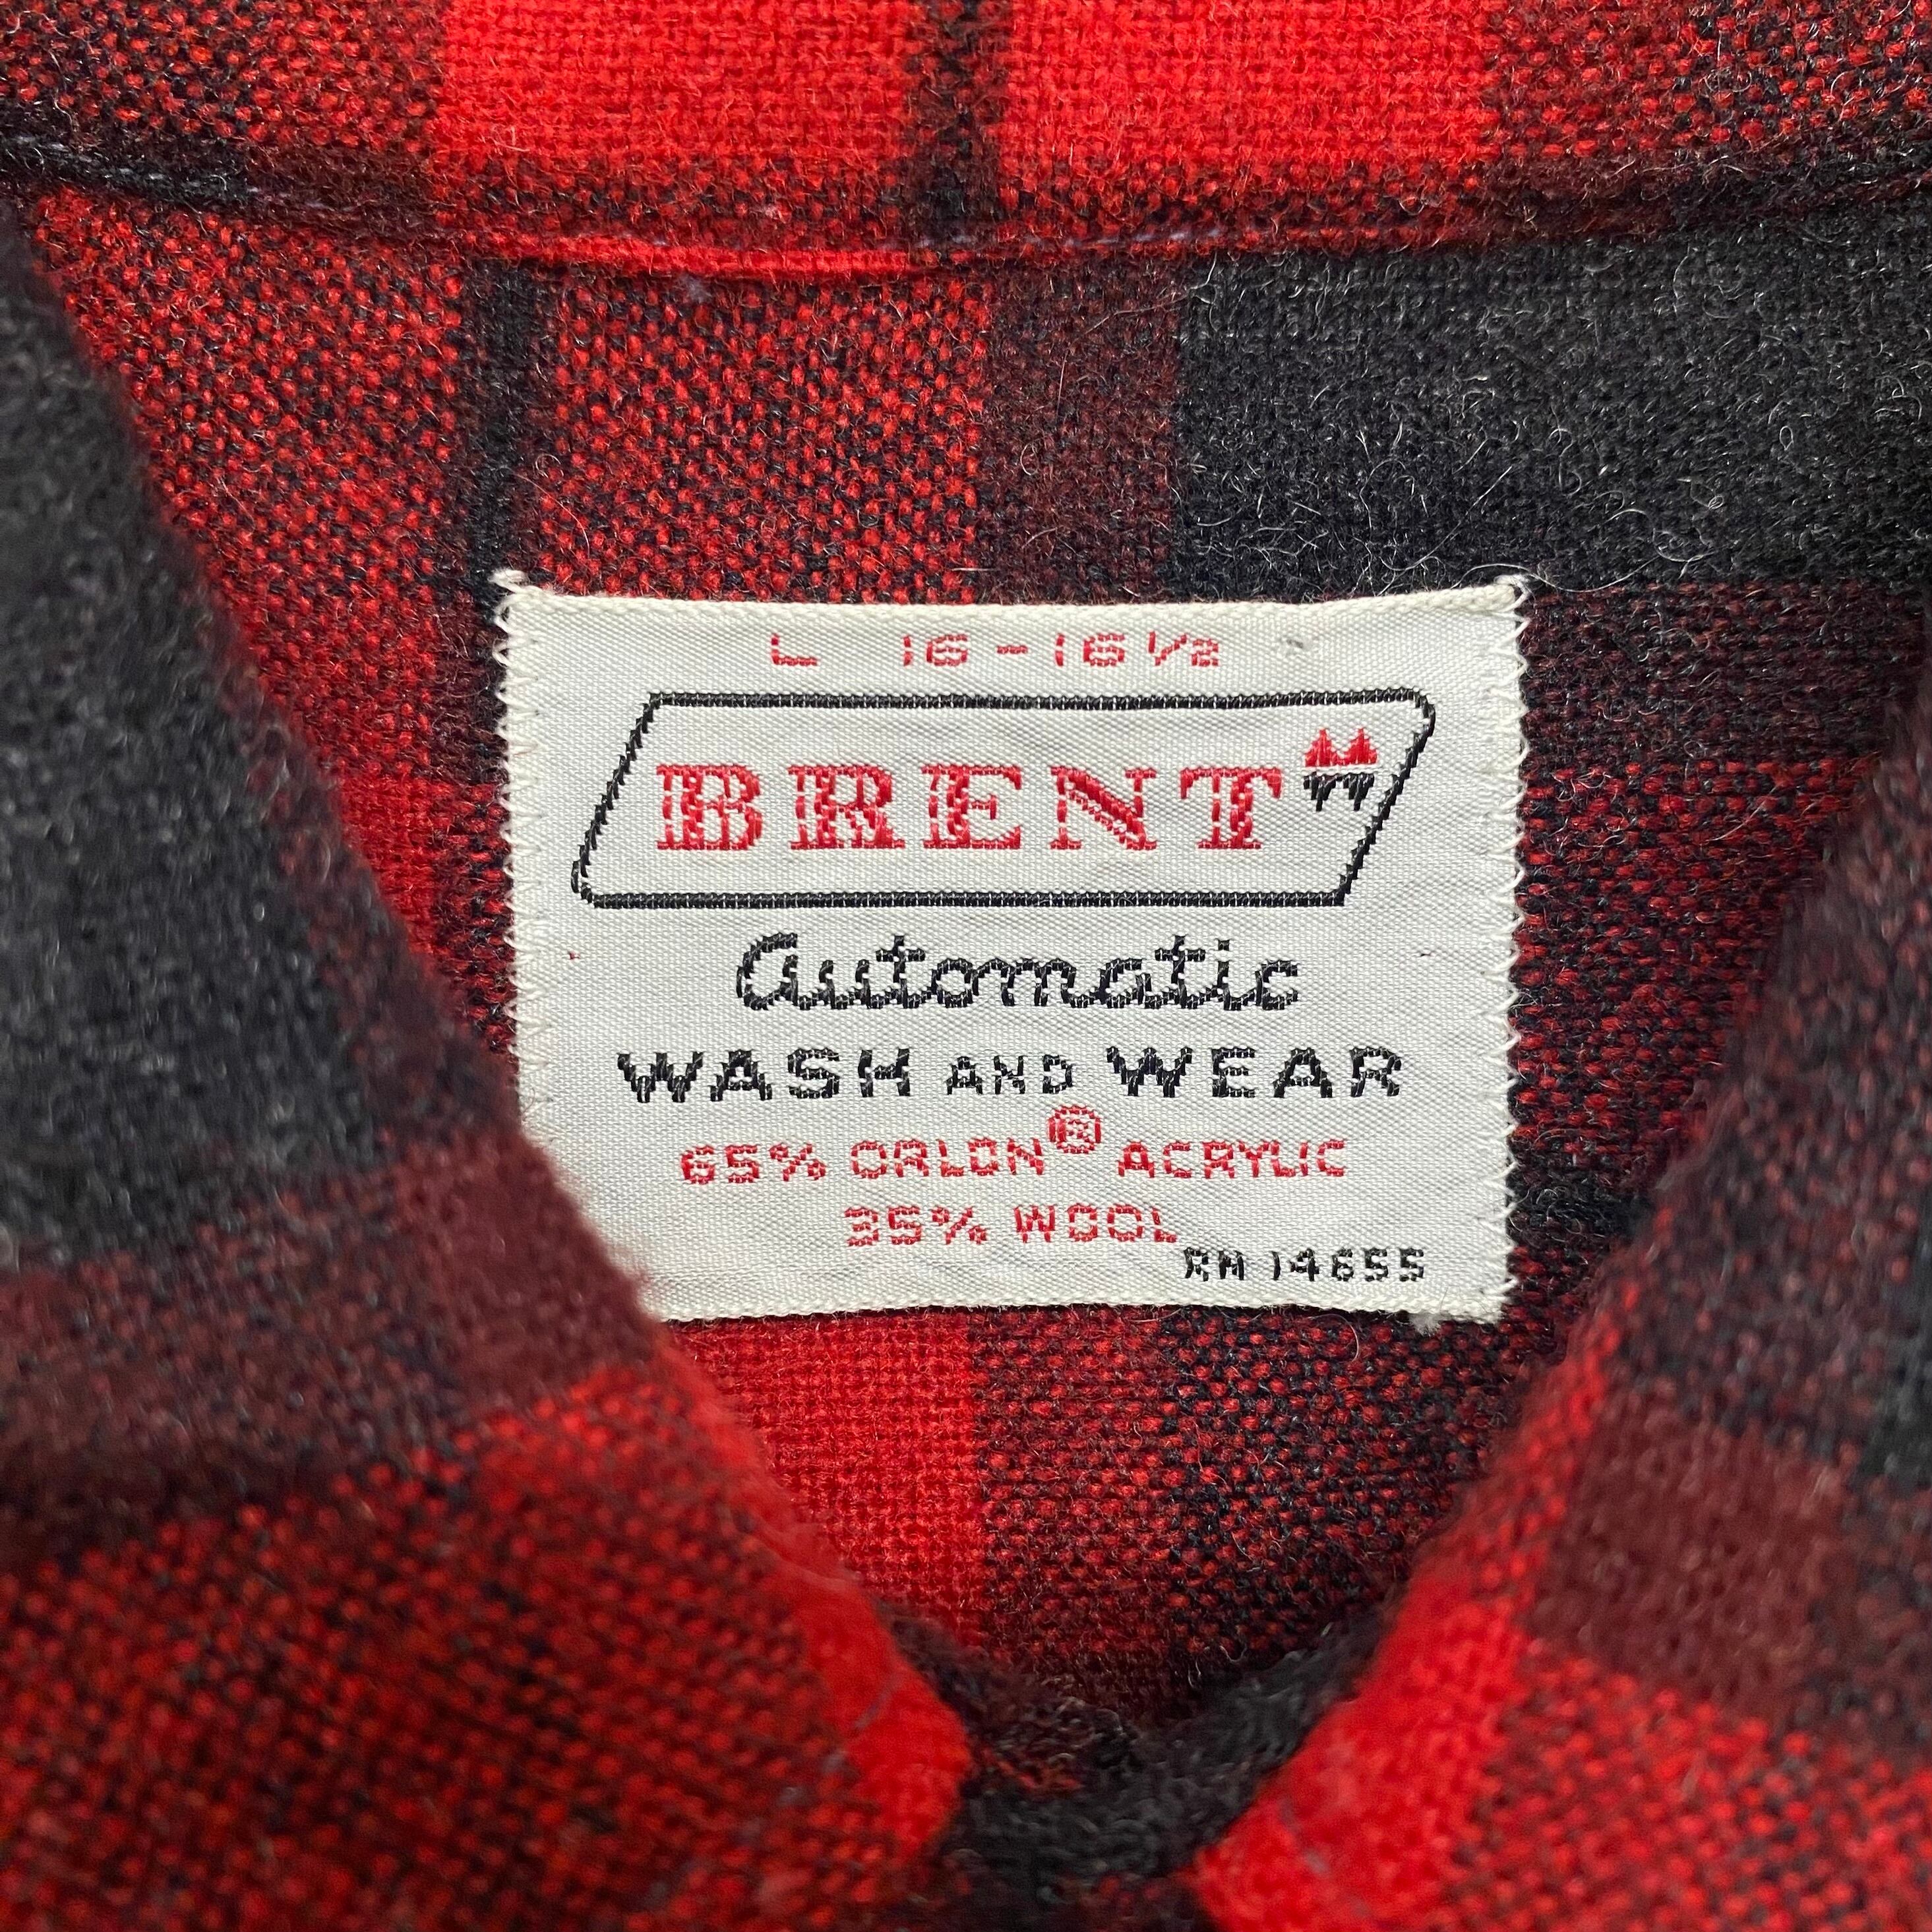 L 16-16½
BRENT
Automatic
WASH AND WEAR
65% ORLON® ACRYLIC
35% WOOL
RN 14655